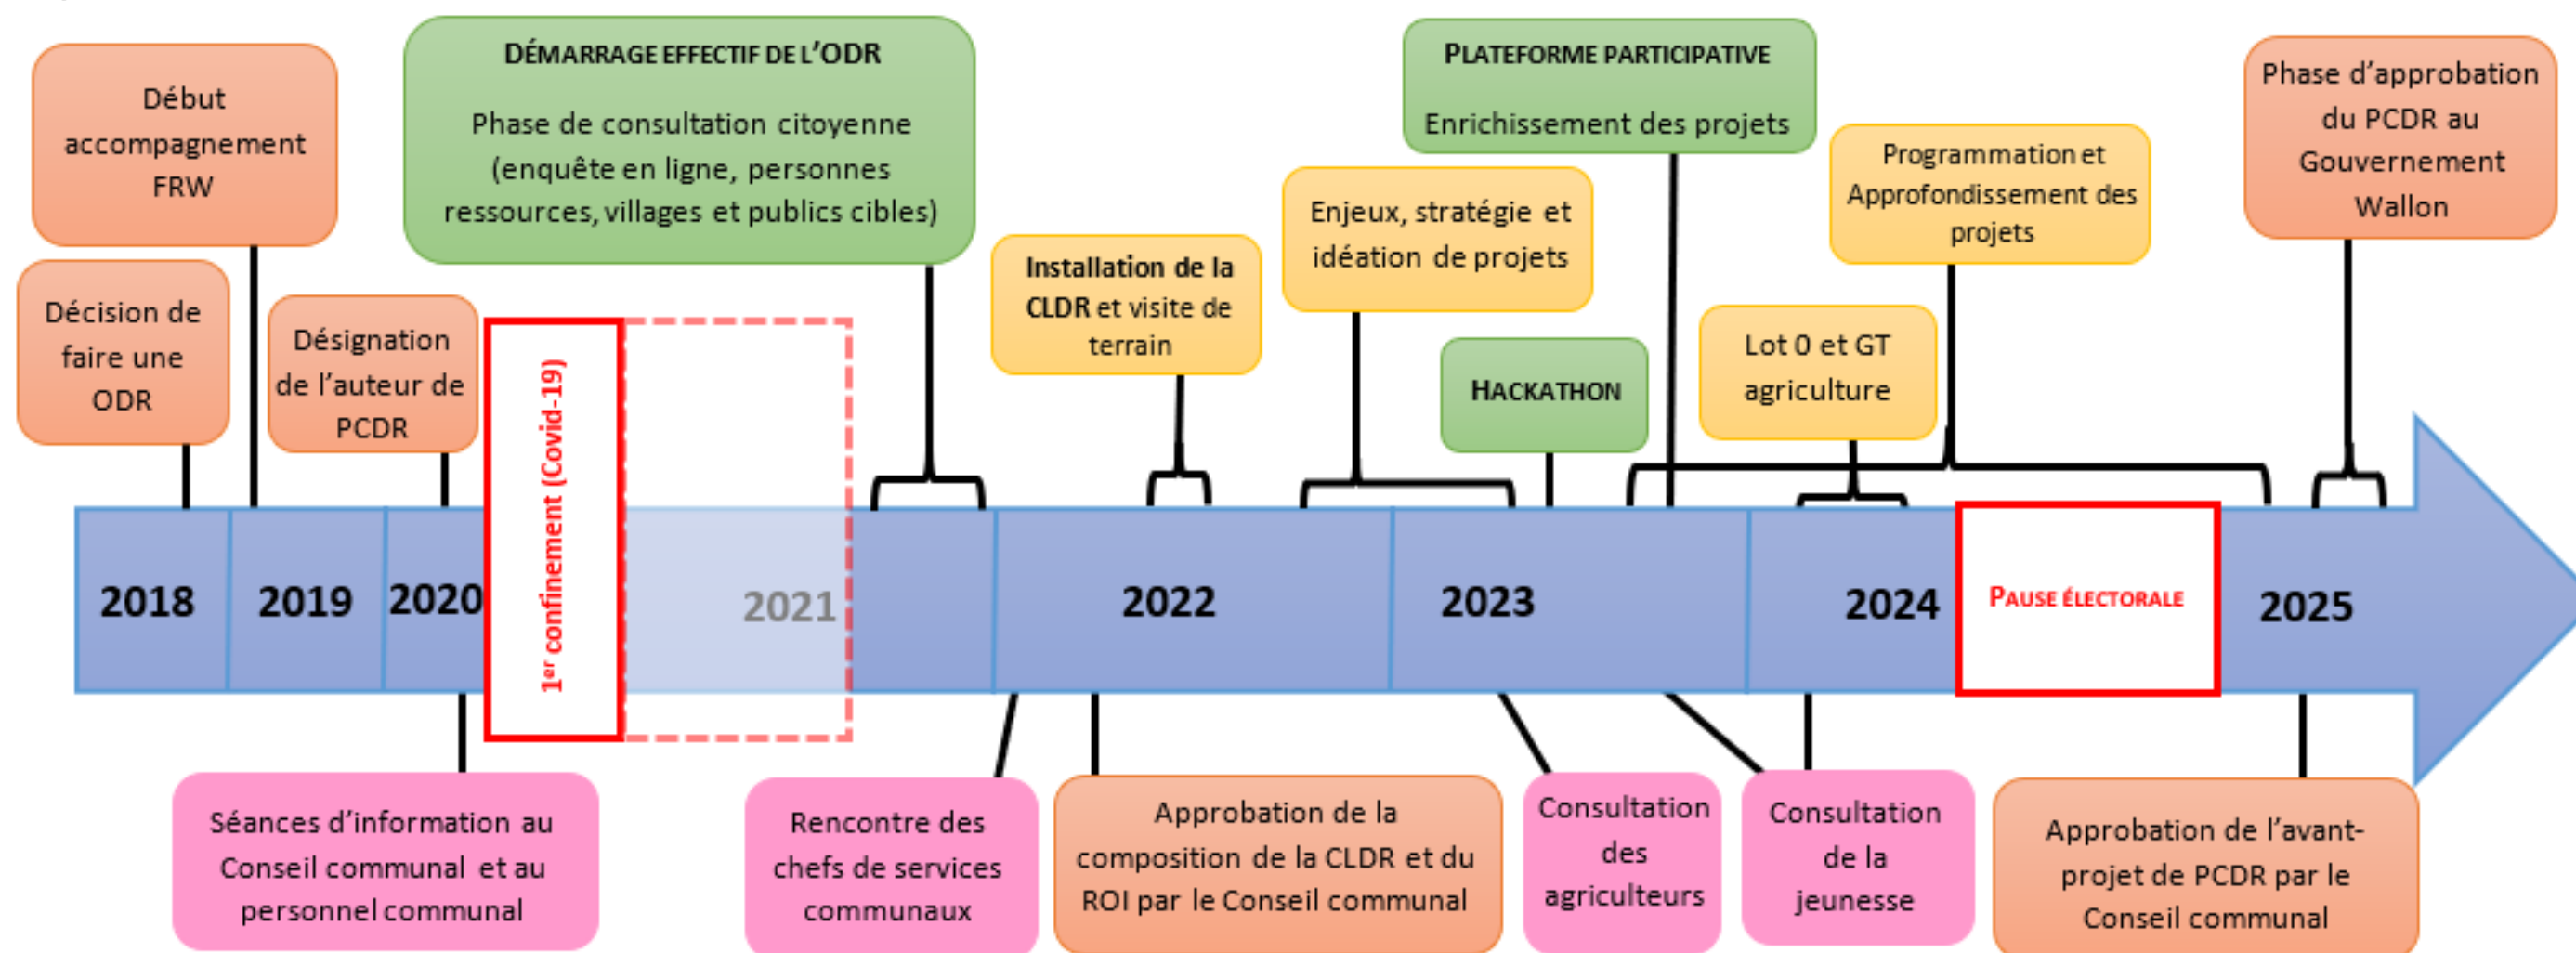 Début
accompagnement
FRW
Décision de
faire une
ODR
Désignation
de l'auteur de
PCDR
1er confinement (Covid-19)
DÉMARRAGE EFFECTIF DE L'ODR
Phase de consultation citoyenne
(enquête en ligne, personnes
ressources, villages et publics cibles)
Installation de la
CLDR et visite de
terrain
Enjeux, stratégie et
idéation de projets
PLATEFORME PARTICIPATIVE
Enrichissement des projets
HACKATHON
Lot 0 et GT
agriculture
Programmation et
Approfondissement des
projets
Phase d'approbation
du PCDR au
Gouvernement
Wallon
2018
2019
2020
2021
2022
2023
2024
PAUSE ÉLECTORALE
2025
Séances d'information au
Conseil communal et au
personnel communal
Rencontre des
chefs de services
communaux
Approbation de la
composition de la CLDR et du
ROI par le Conseil communal
Consultation
des
agriculteurs
Consultation
de la
jeunesse
Approbation de l'avant-
projet de PCDR par le
Conseil communal